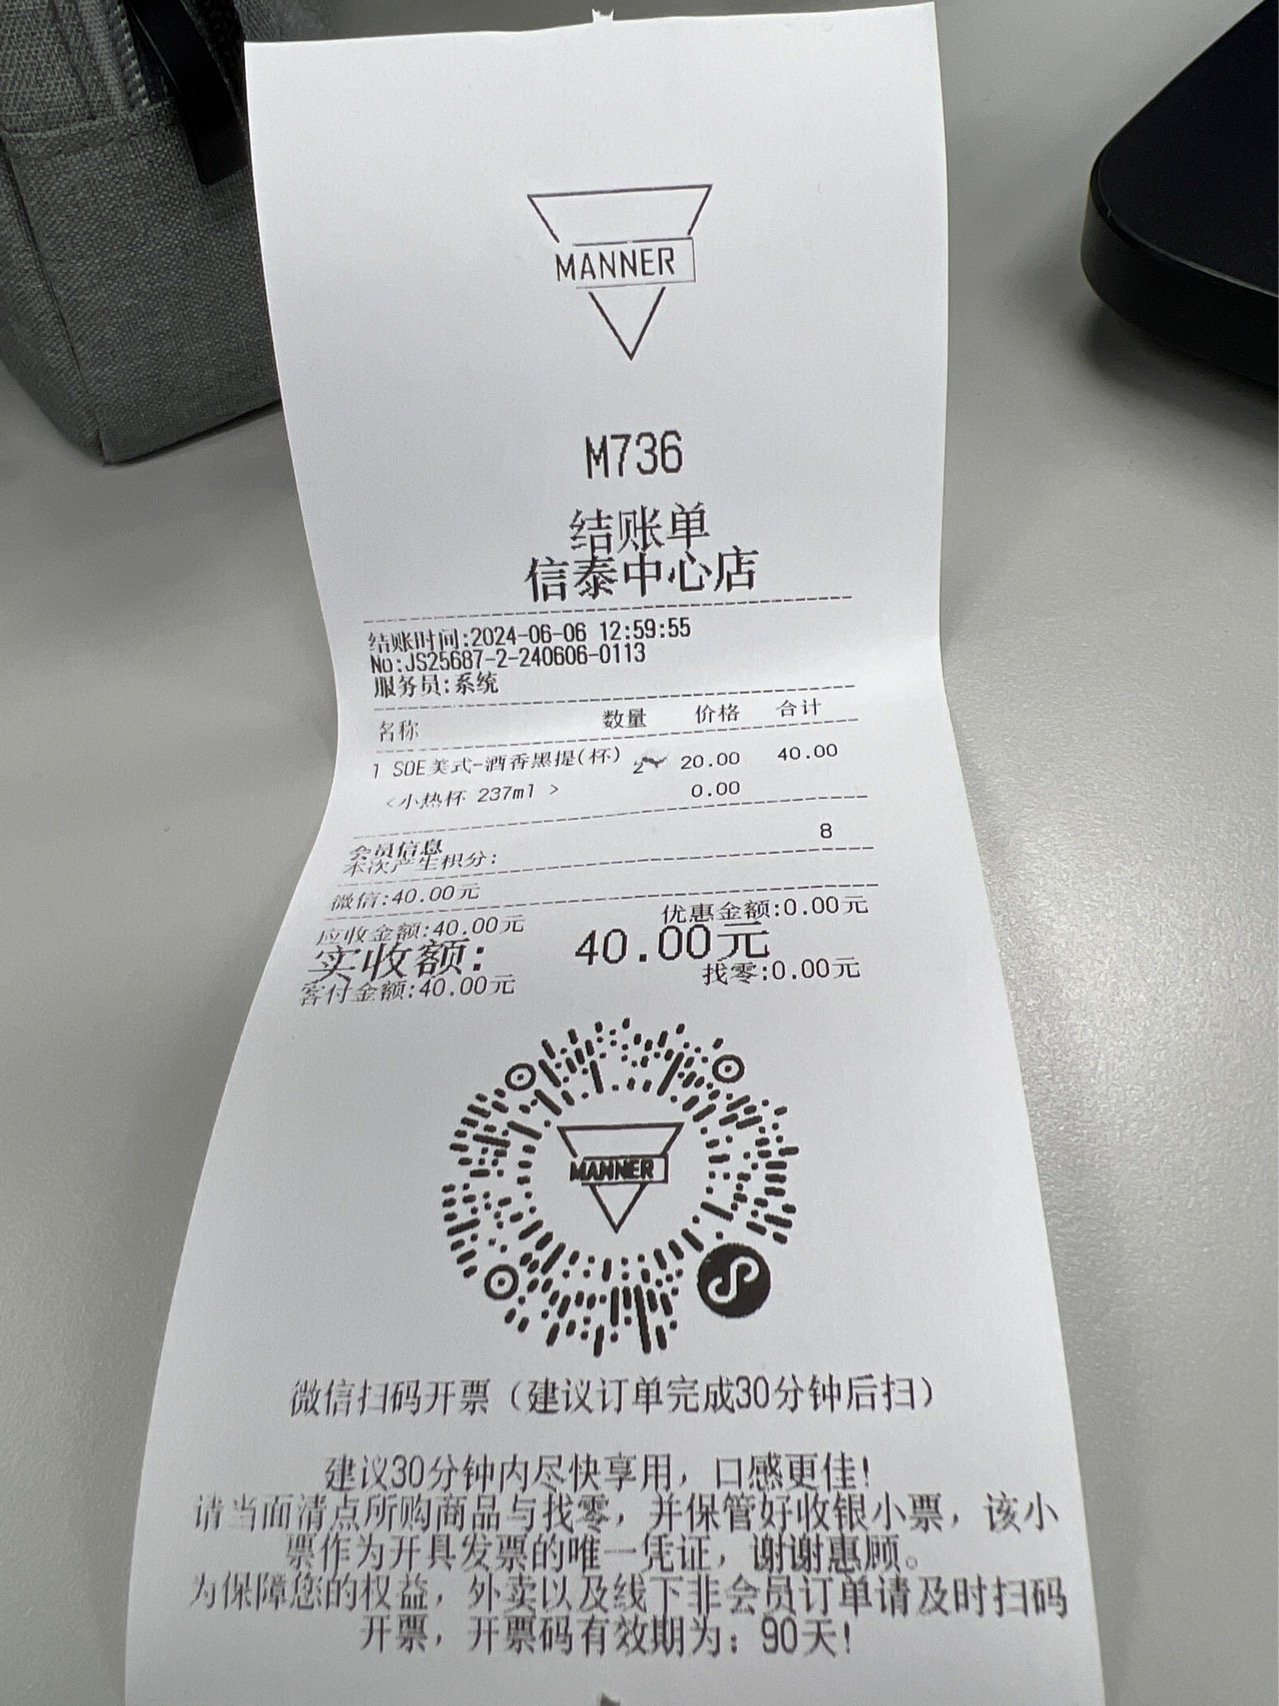 MANNER
M736
结账单
信泰中心店
结账时间:2024-06-06 12:59:55
No:JS25687-2-240606-0113
服务员:系统
名称 数量 价格 合计
1 SOE美式-酒香黑提(杯) 2 20.00 40.00
<小热杯 237ml > 0.00
会员信息
本次产生积分: 8
微信:40.00元
应收金额:40.00元 优惠金额:0.00元
实收额: 40.00元
客付金额:40.00元 找零:0.00元
MANNER
微信扫码开票（建议订单完成30分钟后扫）
建议30分钟内尽快享用，口感更佳！
请当面清点所购商品与找零，并保管好收银小票，该小
票作为开具发票的唯一凭证，谢谢惠顾。
为保障您的权益，外卖以及线下非会员订单请及时扫码
开票，开票码有效期为：90天！